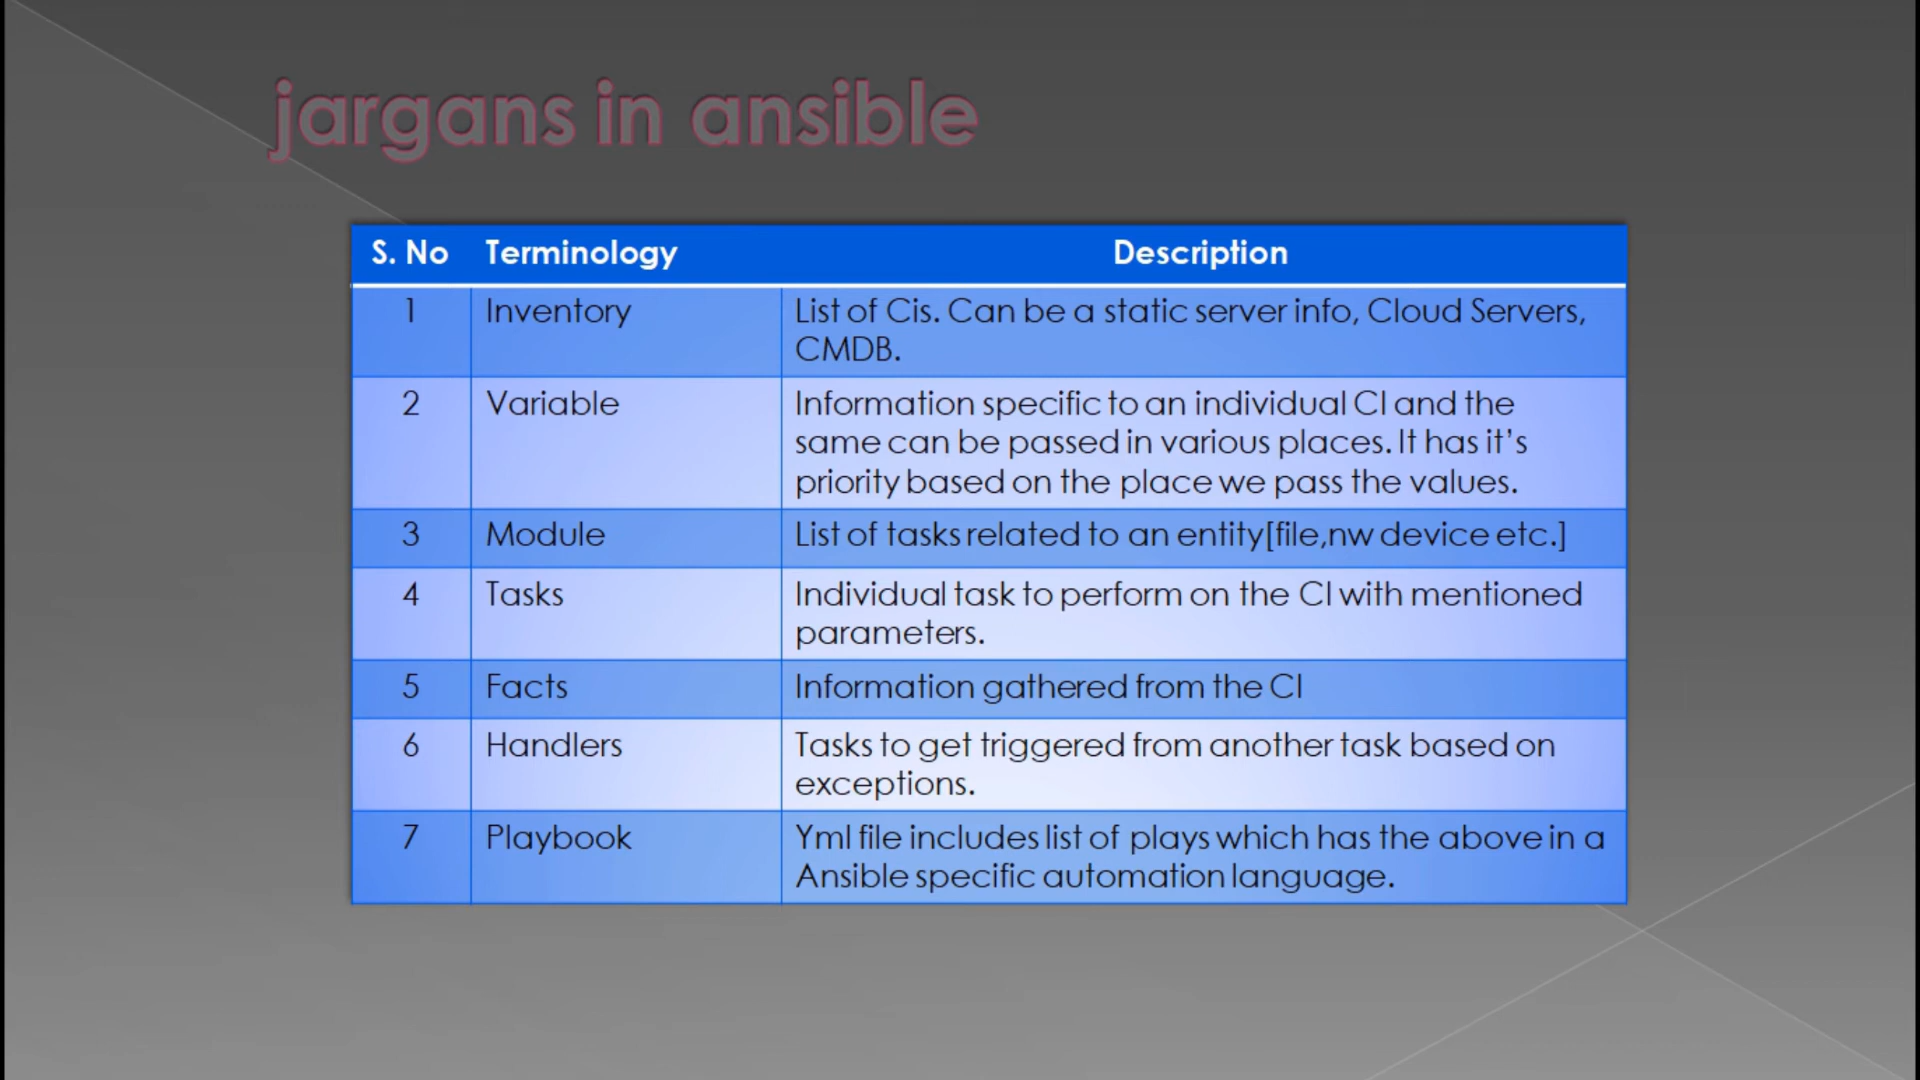 jargans in ansible
S. No Terminology Description
1 Inventory List of Cis. Can be a static server info, Cloud Servers,
CMDB.
2 Variable Information specific to an individual CI and the
same can be passed in various places. It has it's
priority based on the place we pass the values.
3 Module List of tasks related to an entity[file,nw device etc.]
4 Tasks Individual task to perform on the CI with mentioned
parameters.
5 Facts Information gathered from the CI
6 Handlers Tasks to get triggered from another task based on
exceptions.
7 Playbook Yml file includes list of plays which has the above in a
Ansible specific automation language.